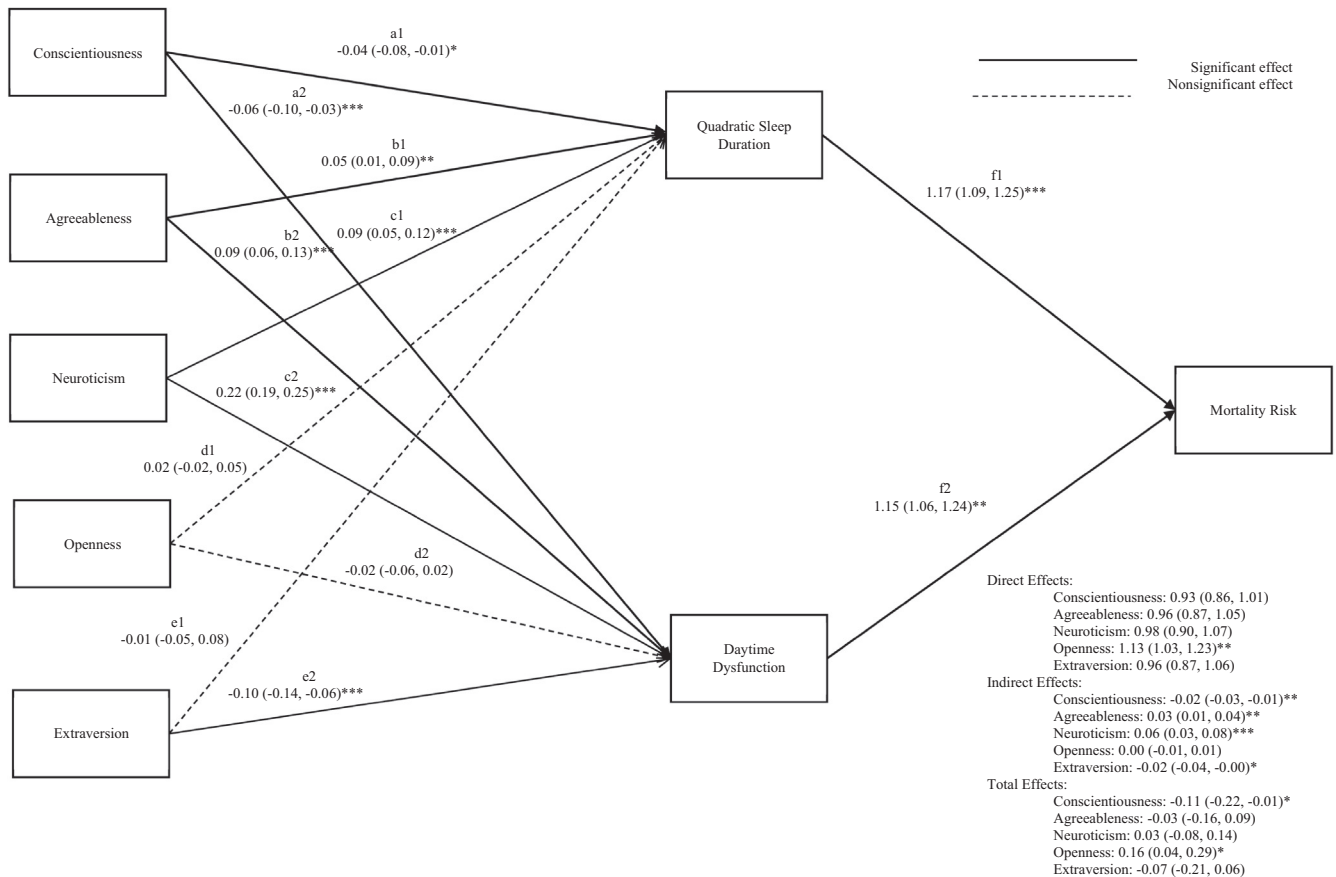 Conscientiousness
a1
-0.04 (-0.08, -0.01)*
a2
-0.06 (-0.10, -0.03)***
Significant effect
Nonsignificant effect
Quadratic Sleep
Duration
b1
0.05 (0.01, 0.09)**
Agreeableness
c1
0.09 (0.05, 0.12)***
b2
0.09 (0.06, 0.13)***
f1
1.17 (1.09, 1.25)***
Neuroticism
c2
0.22 (0.19, 0.25)***
Mortality Risk
d1
0.02 (-0.02, 0.05)
f2
1.15 (1.06, 1.24)**
Openness
d2
-0.02 (-0.06, 0.02)
e1
-0.01 (-0.05, 0.08)
Daytime
Dysfunction
e2
-0.10 (-0.14, -0.06)***
Extraversion
Direct Effects:
Conscientiousness: 0.93 (0.86, 1.01)
Agreeableness: 0.96 (0.87, 1.05)
Neuroticism: 0.98 (0.90, 1.07)
Openness: 1.13 (1.03, 1.23)**
Extraversion: 0.96 (0.87, 1.06)
Indirect Effects:
Conscientiousness: -0.02 (-0.03, -0.01)**
Agreeableness: 0.03 (0.01, 0.04)**
Neuroticism: 0.06 (0.03, 0.08)***
Openness: 0.00 (-0.01, 0.01)
Extraversion: -0.02 (-0.04, -0.00)*
Total Effects:
Conscientiousness: -0.11 (-0.22, -0.01)*
Agreeableness: -0.03 (-0.16, 0.09)
Neuroticism: 0.03 (-0.08, 0.14)
Openness: 0.16 (0.04, 0.29)*
Extraversion: -0.07 (-0.21, 0.06)